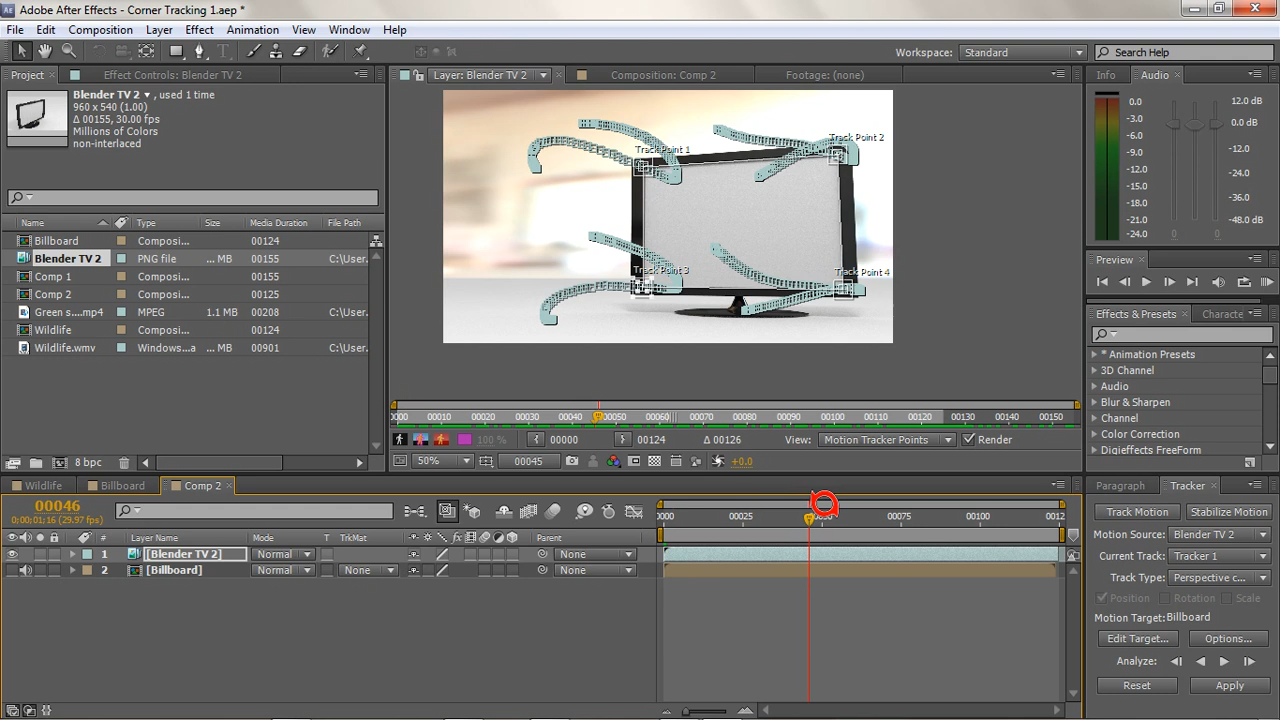 Adobe After Effects - Corner Tracking 1.aep *
File Edit Composition Layer Effect Animation View Window Help
Workspace: Standard Search Help
Project Effect Controls: Blender TV 2
Blender TV 2 , used 1 time
960 x 540 (1.00)
Δ 00155, 30.00 fps
Millions of Colors
non-interlaced
Name Type Size Media Duration File Path
Billboard Composi... 00124
Blender TV 2 PNG file ... MB 00155 C:\User.
Comp 1 Composi... 00155
Comp 2 Composi... 00125
Green s....mp4 MPEG 1.1 MB 00208 C:\User.
Wildlife Composi... 00124
Wildlife.wmv Windows...a ... MB 00901 C:\User.
8 bpc
Layer: Blender TV 2 Composition: Comp 2 Footage: (none)
Track Point 1
Track Point 2
Track Point 3
Track Point 4
0000 00010 00020 00030 00040 00050 00060 00070 00080 00090 00100 00110 00120 00130 00140 00150
100 % 00000 00124 Δ 00126 View: Motion Tracker Points Render
50% 00045 +0.0
Info Audio
0.0 12.0 dB
-3.0
-6.0 0.0 dB
-9.0
-12.0 -12.0
-15.0
-18.0 -24.0
-21.0 -36.0
-24.0 -48.0 dB
0 0
Preview
Effects & Presets Characte
* Animation Presets
3D Channel
Audio
Blur & Sharpen
Channel
Color Correction
Digieffects FreeForm
Wildlife Billboard Comp 2
00046
0;00;01;16 (29.97 fps)
0000 00025 00050 00075 00100 0012
# Layer Name Mode T TrkMat Parent
1 [Blender TV 2] Normal None
2 [Billboard] Normal None None
Paragraph Tracker
Track Motion Stabilize Motion
Motion Source: Blender TV 2
Current Track: Tracker 1
Track Type: Perspective c...
Position Rotation Scale
Motion Target: Billboard
Edit Target... Options...
Analyze:
Reset Apply